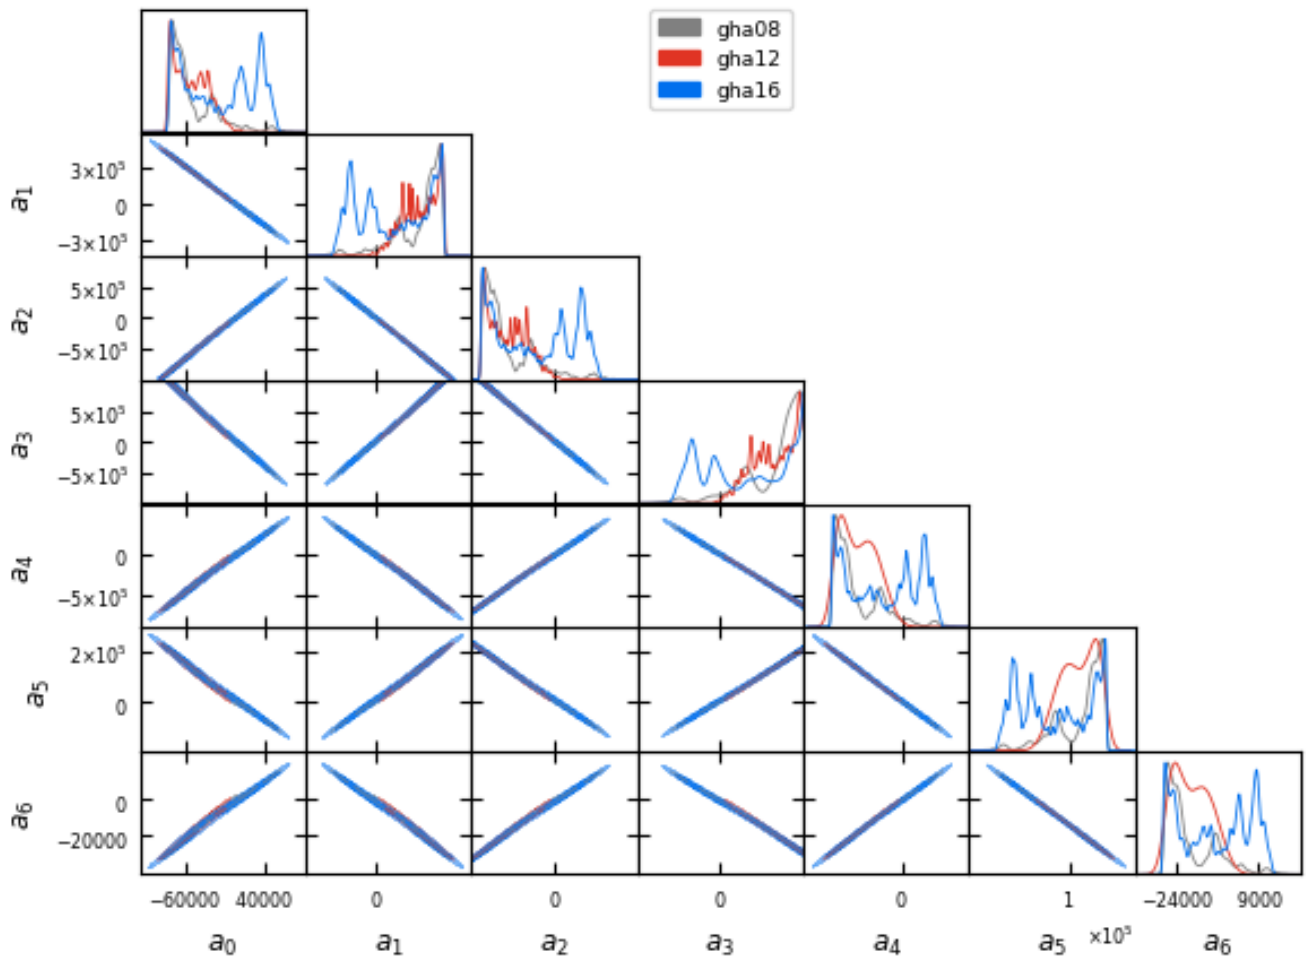 gha08
gha12
gha16
a₁
3×10⁵
0
−3×10⁵
a₂
5×10⁵
0
−5×10⁵
a₃
5×10⁵
0
−5×10⁵
a₄
0
−5×10⁵
a₅
2×10⁵
0
a₆
0
−20000
−60000 40000 0 0 0 0 1 −24000 9000
×10⁵
a₀ a₁ a₂ a₃ a₄ a₅ a₆